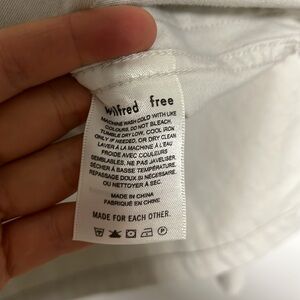 wilfred free
MACHINE WASH COLD WITH LIKE
COLOURS, DO NOT BLEACH,
TUMBLE DRY LOW, COOL IRON
ONLY IF NEEDED, OR DRY CLEAN
LAVER À LA MACHINE À L'EAU
FROIDE AVEC COULEURS
SEMBLABLES, NE PAS JAVELISER,
SÉCHER À BASSE TEMPÉRATURE,
REPASSAGE DOUX SI NECESSAIRE,
OU NETTOYER À SEC
MADE IN CHINA
FABRIQUÉ EN CHINE
MADE FOR EACH OTHER.